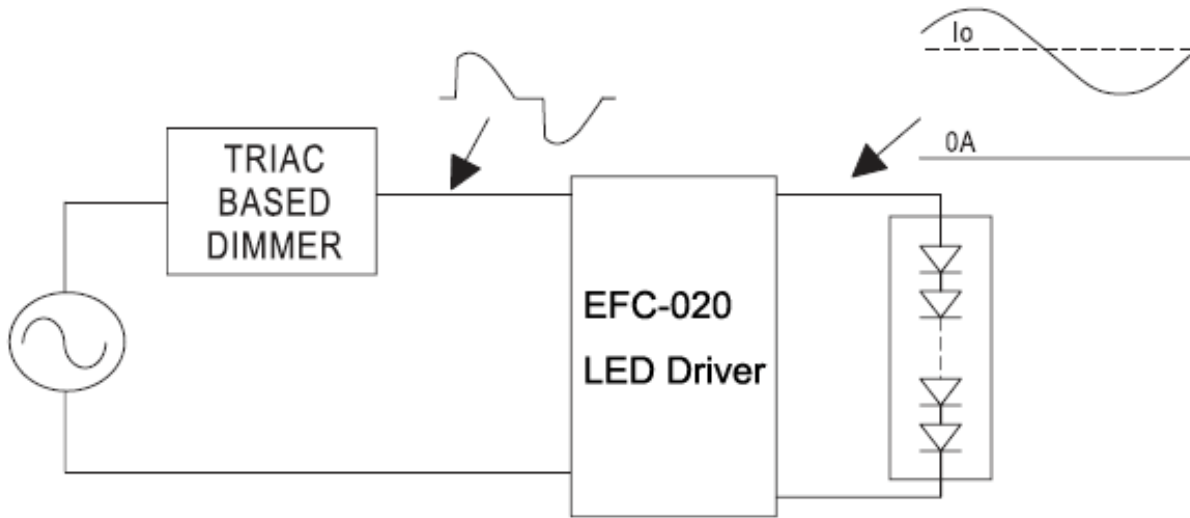 Io
0A
TRIAC
BASED
DIMMER
EFC-020
LED Driver